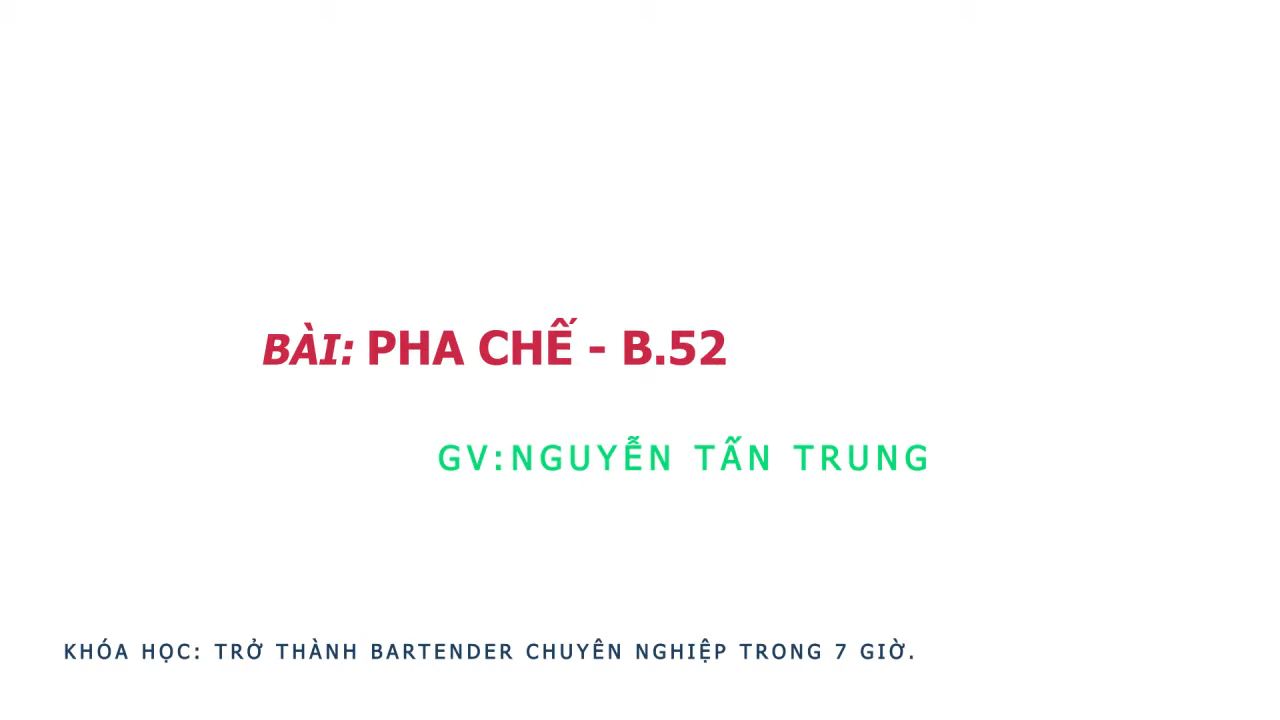 BÀI: PHA CHẾ - B.52
GV:NGUYỄN TẤN TRUNG
KHÓA HỌC: TRỞ THÀNH BARTENDER CHUYÊN NGHIỆP TRONG 7 GIỜ.